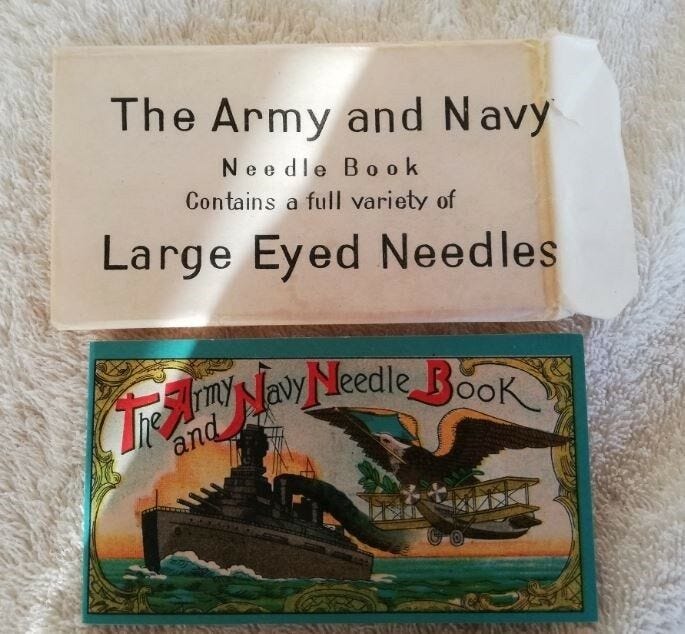 The Army and Navy
Needle Book
Contains a full variety of
Large Eyed Needles
The Army and Navy Needle Book